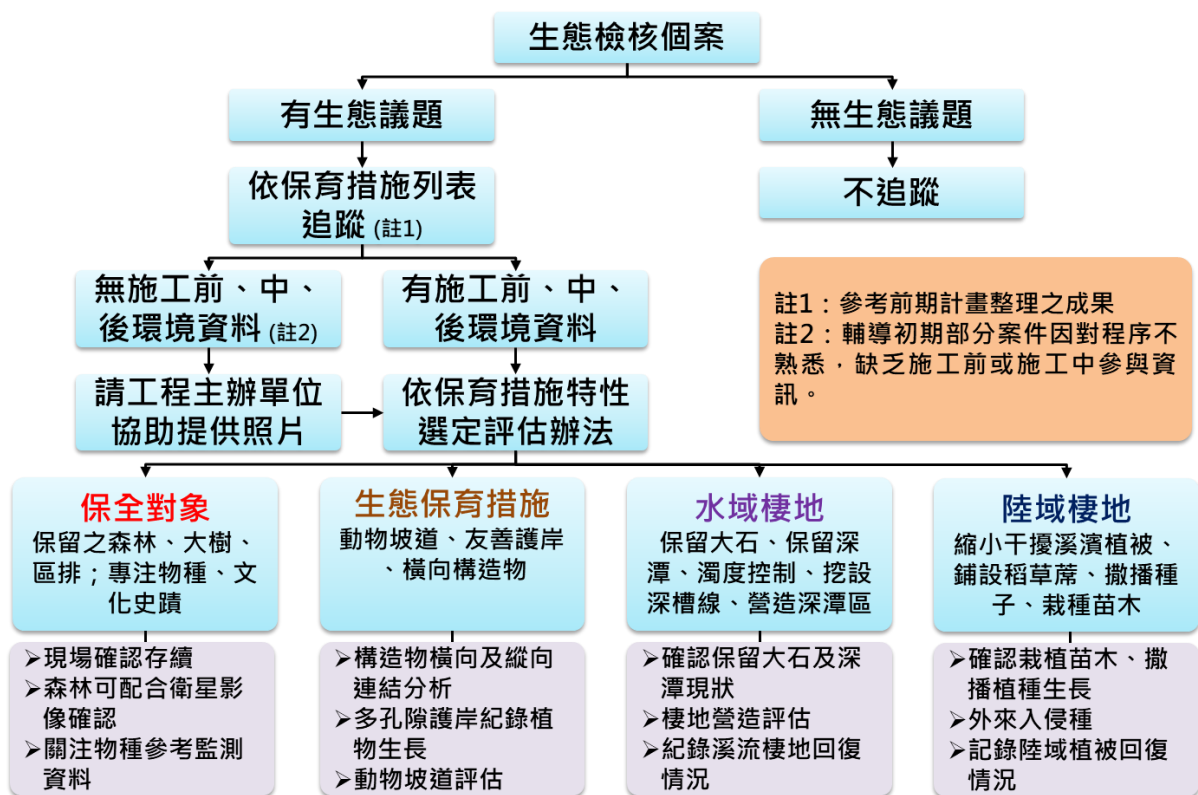 生態檢核個案
有生態議題
無生態議題
依保育措施列表
追蹤 (註1)
不追蹤
無施工前、中、
後環境資料 (註2)
有施工前、中、
後環境資料
註1：參考前期計畫整理之成果
註2：輔導初期部分案件因對程序不
熟悉，缺乏施工前或施工中參與資
訊。
請工程主辦單位
協助提供照片
依保育措施特性
選定評估辦法
保全對象
保留之森林、大樹、
區排；專注物種、文
化史蹟
生態保育措施
動物坡道、友善護岸
、橫向構造物
水域棲地
保留大石、保留深
潭、濁度控制、挖設
深槽線、營造深潭區
陸域棲地
縮小干擾溪濱植被、
鋪設稻草蓆、撒播種
子、栽種苗木
➢現場確認存續
➢森林可配合衛星影
像確認
➢關注物種參考監測
資料
➢構造物橫向及縱向
連結分析
➢多孔隙護岸紀錄植
物生長
➢動物坡道評估
➢確認保留大石及深
潭現狀
➢棲地營造評估
➢紀錄溪流棲地回復
情況
➢確認栽植苗木、撒
播植種生長
➢外來入侵種
➢記錄陸域植被回復
情況